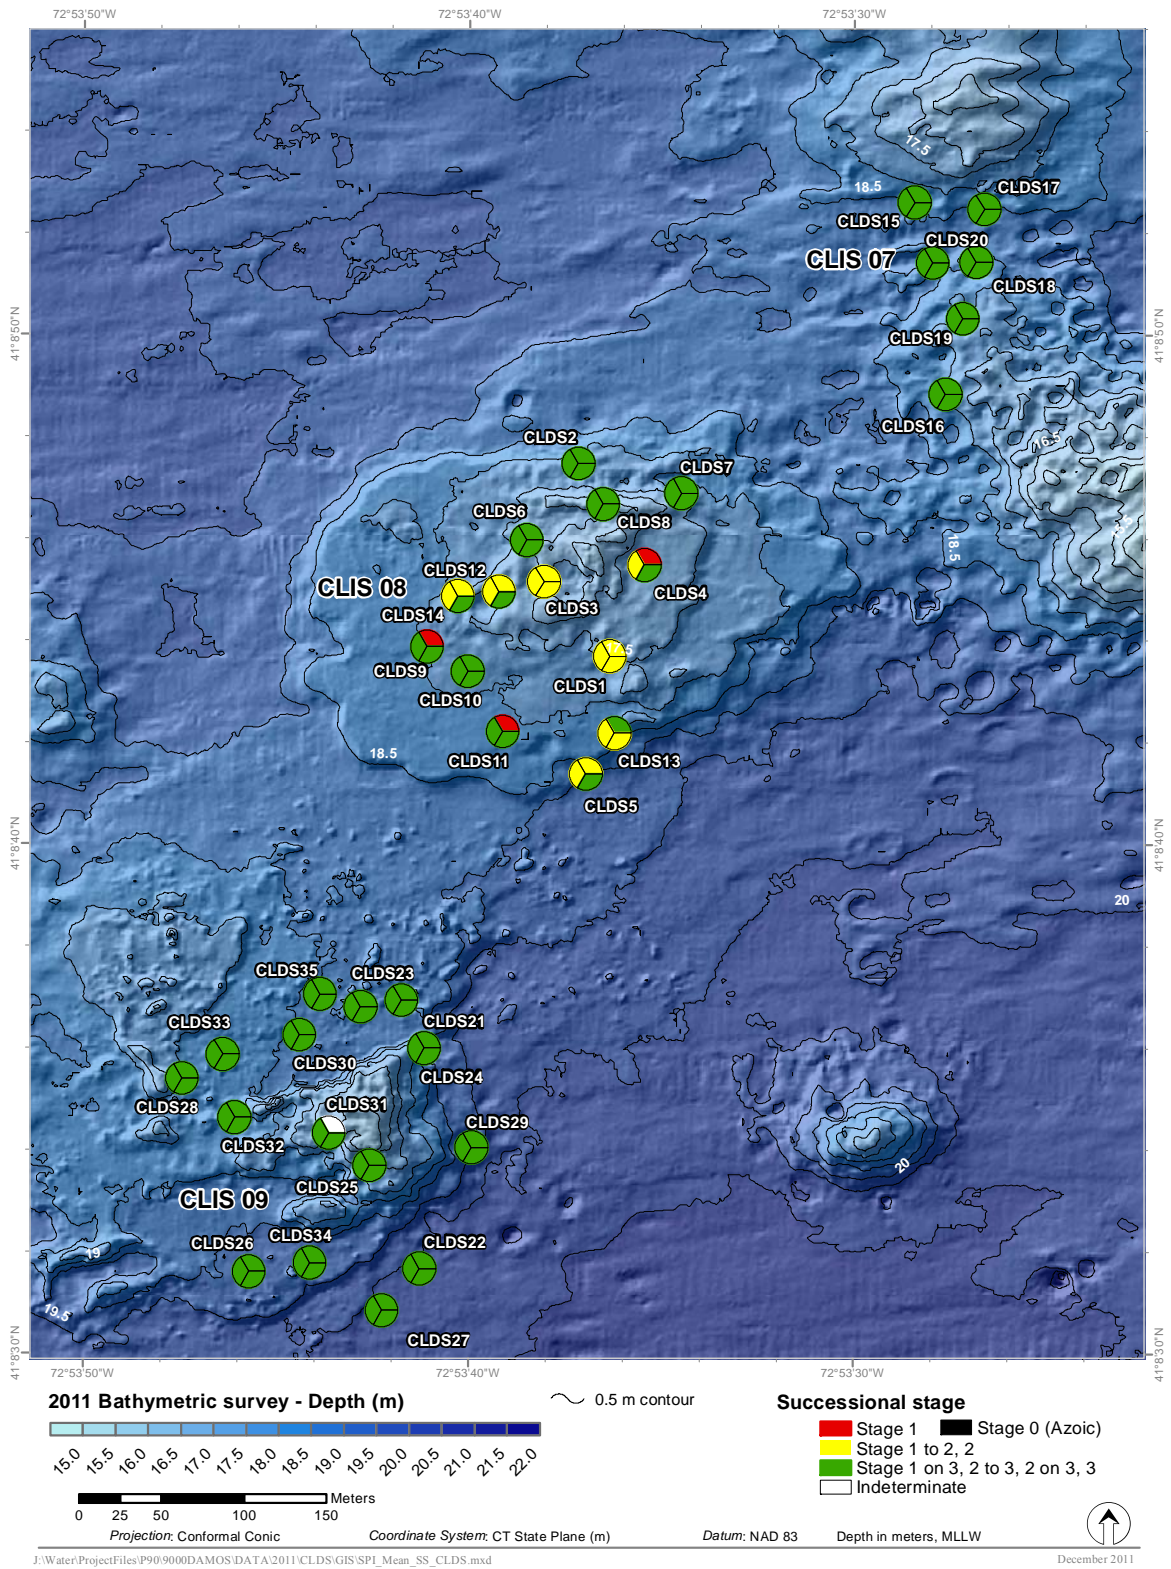 72°53'50"W
72°53'40"W
72°53'30"W
17.5
18.5
CLDS17
CLDS15
CLDS20
CLIS 07
CLDS18
41°8'50"N
41°8'50"N
CLDS19
CLDS16
16.5
CLDS2
CLDS7
CLDS6
CLDS8
18.5
CLDS12
CLIS 08
CLDS4
CLDS3
CLDS14
17.5
CLDS9
CLDS1
CLDS10
18.5
CLDS11
CLDS13
CLDS5
41°8'40"N
41°8'40"N
20
CLDS35
CLDS23
CLDS33
CLDS21
CLDS30
CLDS24
CLDS28
CLDS31
CLDS29
CLDS32
20
CLDS25
CLIS 09
CLDS26
CLDS34
CLDS22
19
19.5
CLDS27
41°8'30"N
41°8'30"N
72°53'50"W
72°53'40"W
72°53'30"W
2011 Bathymetric survey - Depth (m)
0.5 m contour
15.0 15.5 16.0 16.5 17.0 17.5 18.0 18.5 19.0 19.5 20.0 20.5 21.0 21.5 22.0
Meters
0 25 50 100 150
Successional stage
Stage 1
Stage 0 (Azoic)
Stage 1 to 2, 2
Stage 1 on 3, 2 to 3, 2 on 3, 3
Indeterminate
Projection: Conformal Conic
Coordinate System: CT State Plane (m)
Datum: NAD 83
Depth in meters, MLLW
J:\Water\ProjectFiles\P90\9000DAMOS\DATA\2011\CLDS\GIS\SPI_Mean_SS_CLDS.mxd
December 2011